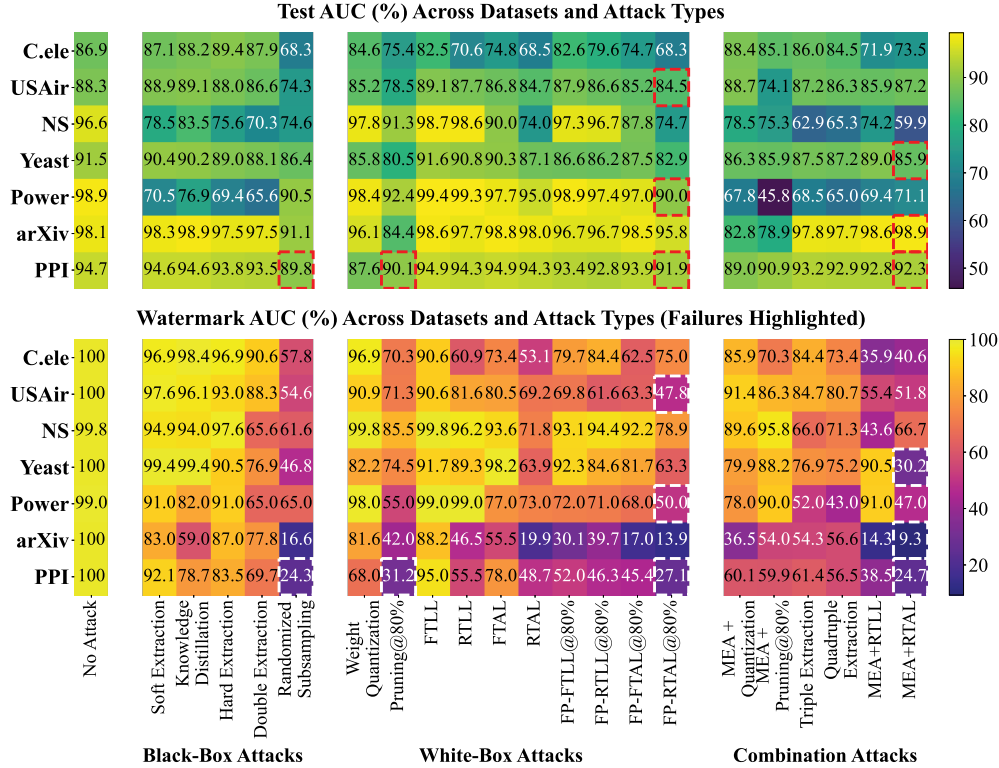 Test AUC (%) Across Datasets and Attack Types
C.ele 86.9 87.1 88.2 89.4 87.9 68.3 84.6 75.4 82.5 70.6 74.8 68.5 82.6 79.6 74.7 68.3 88.4 85.1 86.0 84.5 71.9 73.5
USAir 88.3 88.9 89.1 88.0 86.6 74.3 85.2 78.5 89.1 87.7 86.8 84.7 87.9 86.6 85.2 84.5 88.7 74.1 87.2 86.3 85.9 87.2
NS 96.6 78.5 83.5 75.6 70.3 74.6 97.8 91.3 98.7 98.6 90.0 74.0 97.3 96.7 87.8 74.7 78.5 75.3 62.9 65.3 74.2 59.9
Yeast 91.5 90.4 90.2 89.0 88.1 86.4 85.8 80.5 91.6 90.8 90.3 87.1 86.6 86.2 87.5 82.9 86.3 85.9 87.5 87.2 89.0 85.9
Power 98.9 70.5 76.9 69.4 65.6 90.5 98.4 92.4 99.4 99.3 97.7 95.0 98.9 97.4 97.0 90.0 67.8 45.8 68.5 65.0 69.4 71.1
arXiv 98.1 98.3 98.9 97.5 97.5 91.1 96.1 84.4 98.6 97.7 98.8 98.0 96.7 96.7 98.5 95.8 82.8 78.9 97.8 97.7 98.6 98.9
PPI 94.7 94.6 94.6 93.8 93.5 89.8 87.6 90.1 94.9 94.3 94.9 94.3 93.4 92.8 93.9 91.9 89.0 90.9 93.2 92.9 92.8 92.3
90
80
70
60
50
Watermark AUC (%) Across Datasets and Attack Types (Failures Highlighted)
C.ele 100 96.9 98.4 96.9 90.6 57.8 96.9 70.3 90.6 60.9 73.4 53.1 79.7 84.4 62.5 75.0 85.9 70.3 84.4 73.4 35.9 40.6
USAir 100 97.6 96.1 93.0 88.3 54.6 90.9 71.3 90.6 81.6 80.5 69.2 69.8 61.6 63.3 47.8 91.4 86.3 84.7 80.7 55.4 51.8
NS 99.8 94.9 94.0 97.6 65.6 61.6 99.8 85.5 99.8 96.2 93.6 71.8 93.1 94.4 92.2 78.9 89.6 95.8 66.0 71.3 43.6 66.7
Yeast 100 99.4 99.4 90.5 76.9 46.8 82.2 74.5 91.7 89.3 98.2 63.9 92.3 84.6 81.7 63.3 79.9 88.2 76.9 75.2 90.5 30.2
Power 99.0 91.0 82.0 91.0 65.0 65.0 98.0 55.0 99.0 99.0 77.0 73.0 72.0 71.0 68.0 50.0 78.0 90.0 52.0 43.0 91.0 47.0
arXiv 100 83.0 59.0 87.0 77.8 16.6 81.6 42.0 88.2 46.5 55.5 19.9 30.1 39.7 17.0 13.9 36.5 54.0 54.3 56.6 14.3 9.3
PPI 100 92.1 78.7 83.5 69.7 24.3 68.0 31.2 95.0 55.5 78.0 48.7 52.0 46.3 45.4 27.1 60.1 59.9 61.4 56.5 38.5 24.7
100
80
60
40
20
No Attack
Soft Extraction
Knowledge
Distillation
Hard Extraction
Double Extraction
Randomized
Subsampling
Weight
Quantization
Pruning@80%
FTLL
RTLL
FTAL
RTAL
FP-FTLL@80%
FP-RTLL@80%
FP-FTAL@80%
FP-RTAL@80%
MEA +
Quantization
MEA +
Pruning@80%
Triple Extraction
Quadruple
Extraction
MEA+RTLL
MEA+RTAL
Black-Box Attacks
White-Box Attacks
Combination Attacks